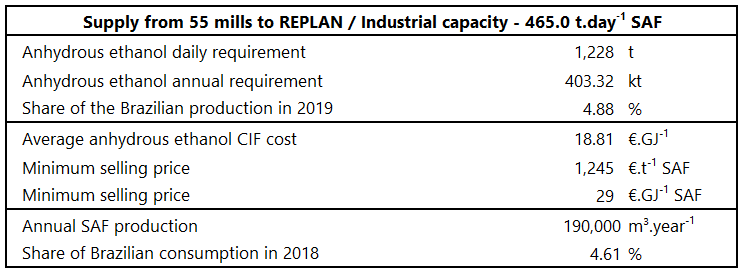 Supply from 55 mills to REPLAN / Industrial capacity - 465.0 t.day⁻¹ SAF
Anhydrous ethanol daily requirement 1,228 t
Anhydrous ethanol annual requirement 403.32 kt
Share of the Brazilian production in 2019 4.88 %
Average anhydrous ethanol CIF cost 18.81 €.GJ⁻¹
Minimum selling price 1,245 €.t⁻¹ SAF
Minimum selling price 29 €.GJ⁻¹ SAF
Annual SAF production 190,000 m³.year⁻¹
Share of Brazilian consumption in 2018 4.61 %